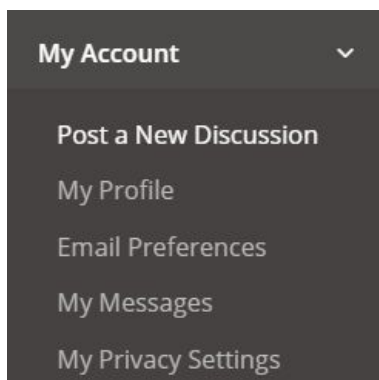 My Account
Post a New Discussion
My Profile
Email Preferences
My Messages
My Privacy Settings